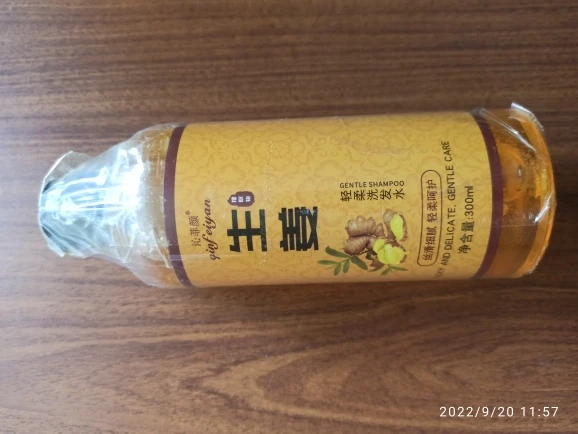 沁菲颜®
qinfeiyan
生姜
GENTLE SHAMPOO
轻柔洗发水
丝滑细腻 轻柔呵护
AND DELICATE, GENTLE CARE
净含量:300ml
2022/9/20 11:57